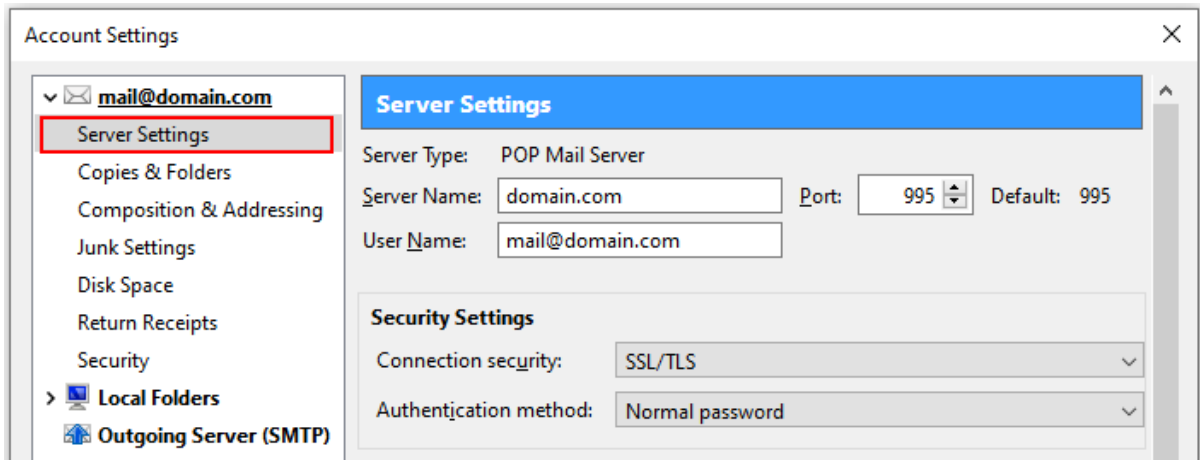 Account Settings
mail@domain.com
Server Settings
Copies & Folders
Composition & Addressing
Junk Settings
Disk Space
Return Receipts
Security
Local Folders
Outgoing Server (SMTP)
Server Settings
Server Type: POP Mail Server
Server Name: domain.com Port: 995 Default: 995
User Name: mail@domain.com
Security Settings
Connection security: SSL/TLS
Authentication method: Normal password